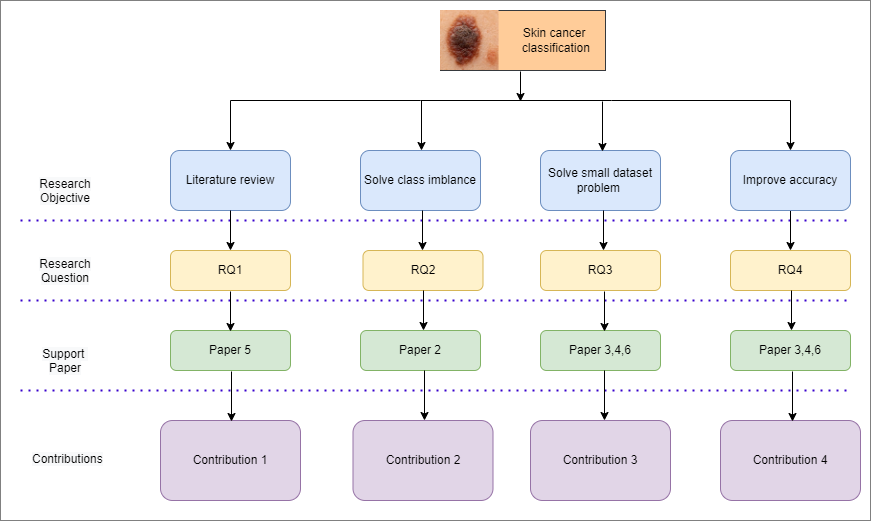 Skin cancer
classification
Research
Objective
Literature review
Solve class imblance
Solve small dataset
problem
Improve accuracy
Research
Question
RQ1
RQ2
RQ3
RQ4
Support
Paper
Paper 5
Paper 2
Paper 3,4,6
Paper 3,4,6
Contributions
Contribution 1
Contribution 2
Contribution 3
Contribution 4